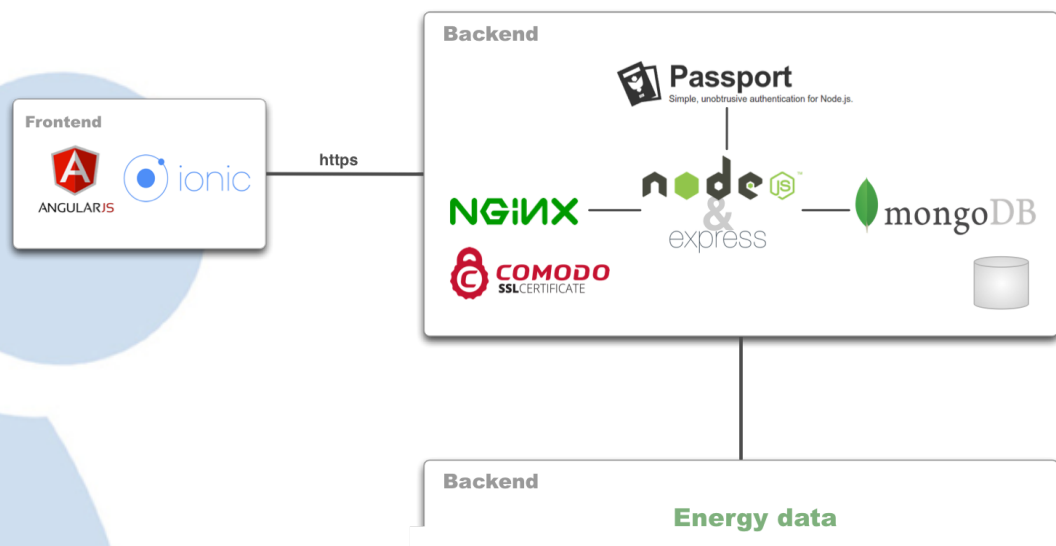 Backend
Passport
Simple, unobtrusive authentication for Node.js.
Frontend
ANGULARJS
ionic
https
node JS ™
NGiNX
&
express
mongoDB
COMODO
SSLCERTIFICATE
Backend
Energy data